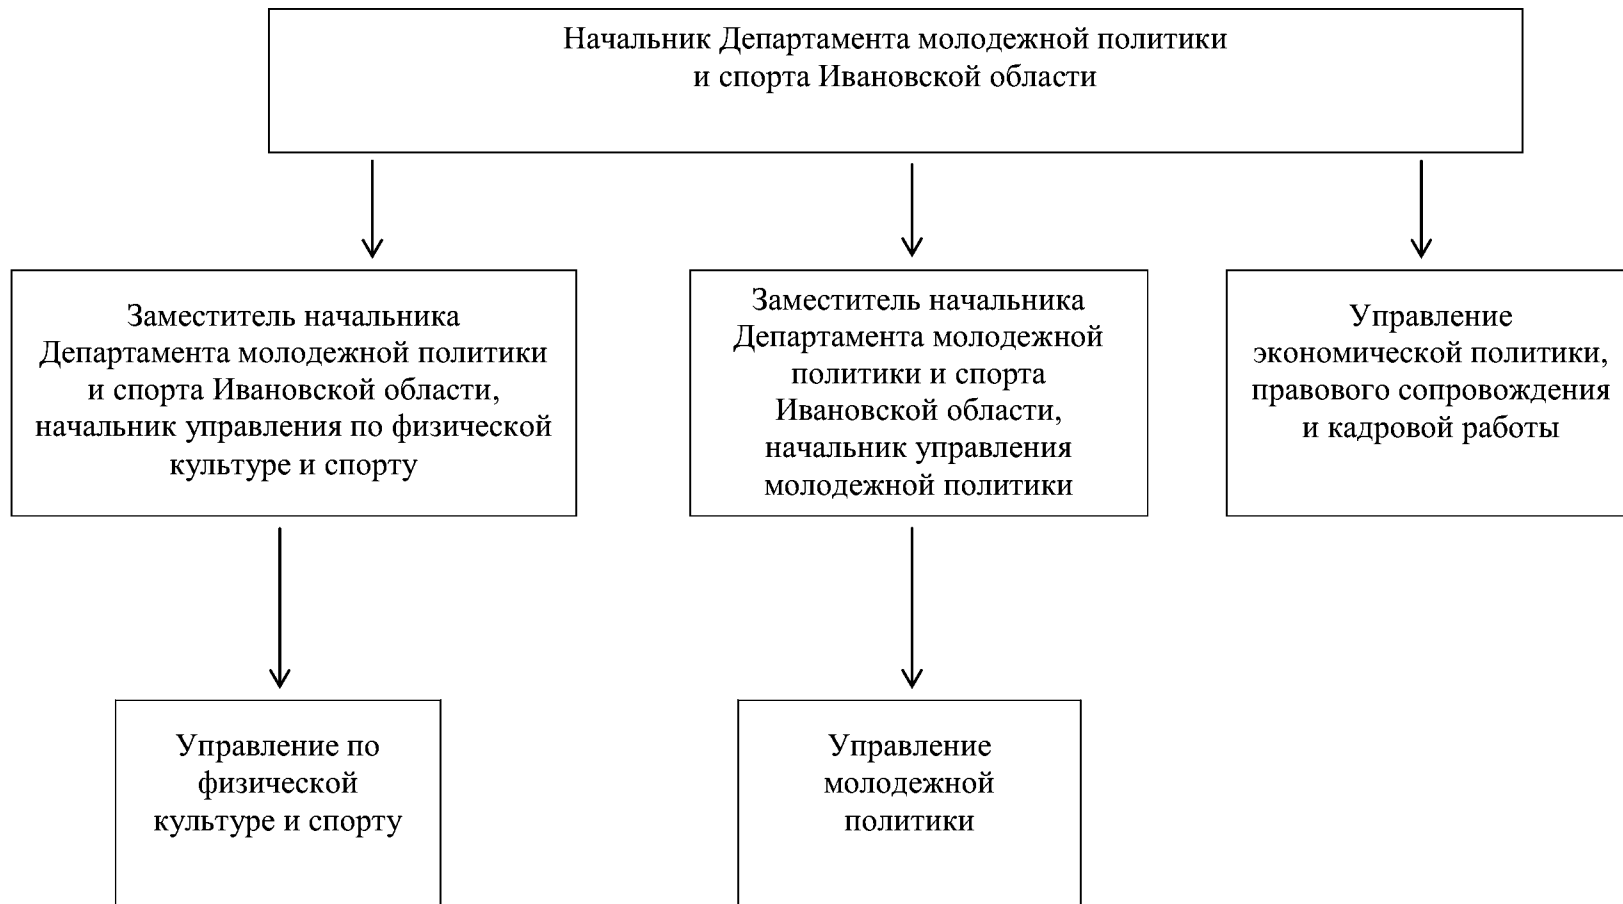 Начальник Департамента молодежной политики
и спорта Ивановской области
Заместитель начальника
Департамента молодежной политики
и спорта Ивановской области,
начальник управления по физической
культуре и спорту
Заместитель начальника
Департамента молодежной
политики и спорта
Ивановской области,
начальник управления
молодежной политики
Управление
экономической политики,
правового сопровождения
и кадровой работы
Управление по
физической
культуре и спорту
Управление
молодежной
политики